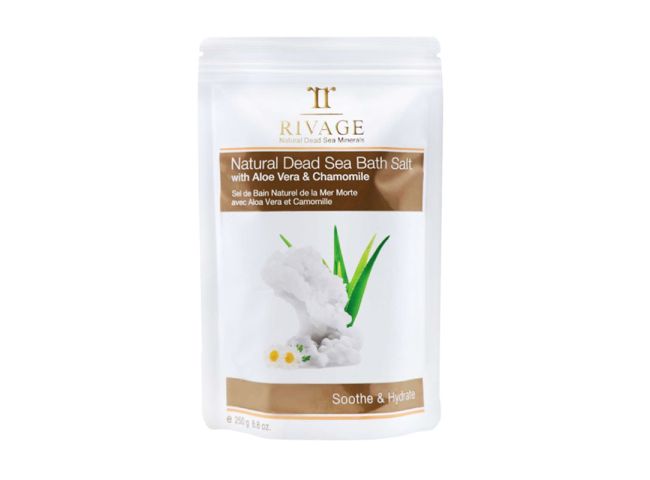 RIVAGE
Natural Dead Sea Minerals
Natural Dead Sea Bath Salt
with Aloe Vera & Chamomile
Sel de Bain Naturel de la Mer Morte
avec Aloa Vera et Camomille
Soothe & Hydrate
e 250 g 8.8 oz.